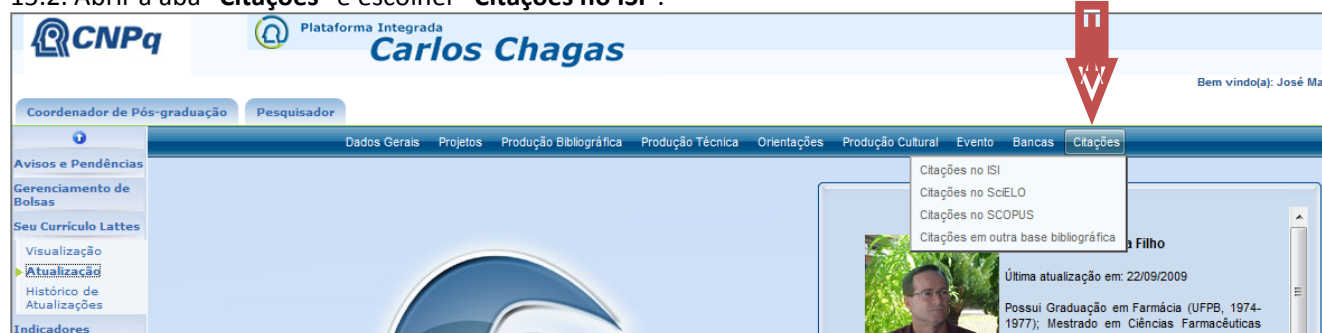 13.2. Abrir a aba "Citações" e escolher "Citações no ISI".
CNPq
Plataforma Integrada
Carlos Chagas
Bem vindo(a): José Ma
Coordenador de Pós-graduação
Pesquisador
Dados Gerais Projetos Produção Bibliográfica Produção Técnica Orientações Produção Cultural Evento Bancas Citações
Avisos e Pendências
Gerenciamento de
Bolsas
Seu Currículo Lattes
Visualização
Atualização
Histórico de
Atualizações
Indicadores
Citações no ISI
Citações no SciELO
Citações no SCOPUS
Citações em outra base bibliográfica
a Filho
Última atualização em: 22/09/2009
Possui Graduação em Farmácia (UFPB, 1974-
1977); Mestrado em Ciências Farmacêuticas